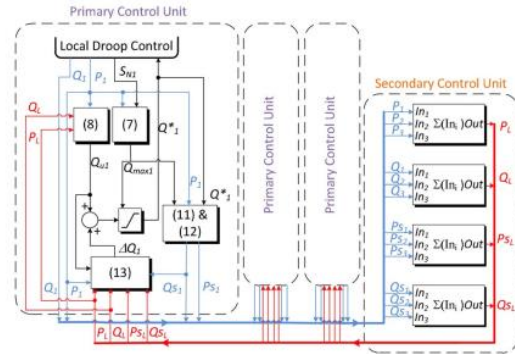 Primary Control Unit
Local Droop Control
Q1
P1
SN1
Q*1
QL
PL
(8)
(7)
Qu1
Qmax1
P1
Q*1
+
+
(11) &
(12)
ΔQ1
(13)
Q1
P1
QS1
PS1
PL
QL
PSL
QSL
Primary Control Unit
Primary Control Unit
Secondary Control Unit
P1
P2
P3
In1
In2
In3
Σ(Ini)Out
PL
Q1
Q2
Q3
In1
In2
In3
Σ(Ini)Out
QL
PS1
PS2
PS3
In1
In2
In3
Σ(Ini)Out
PSL
QS1
QS2
QS3
In1
In2
In3
Σ(Ini)Out
QSL